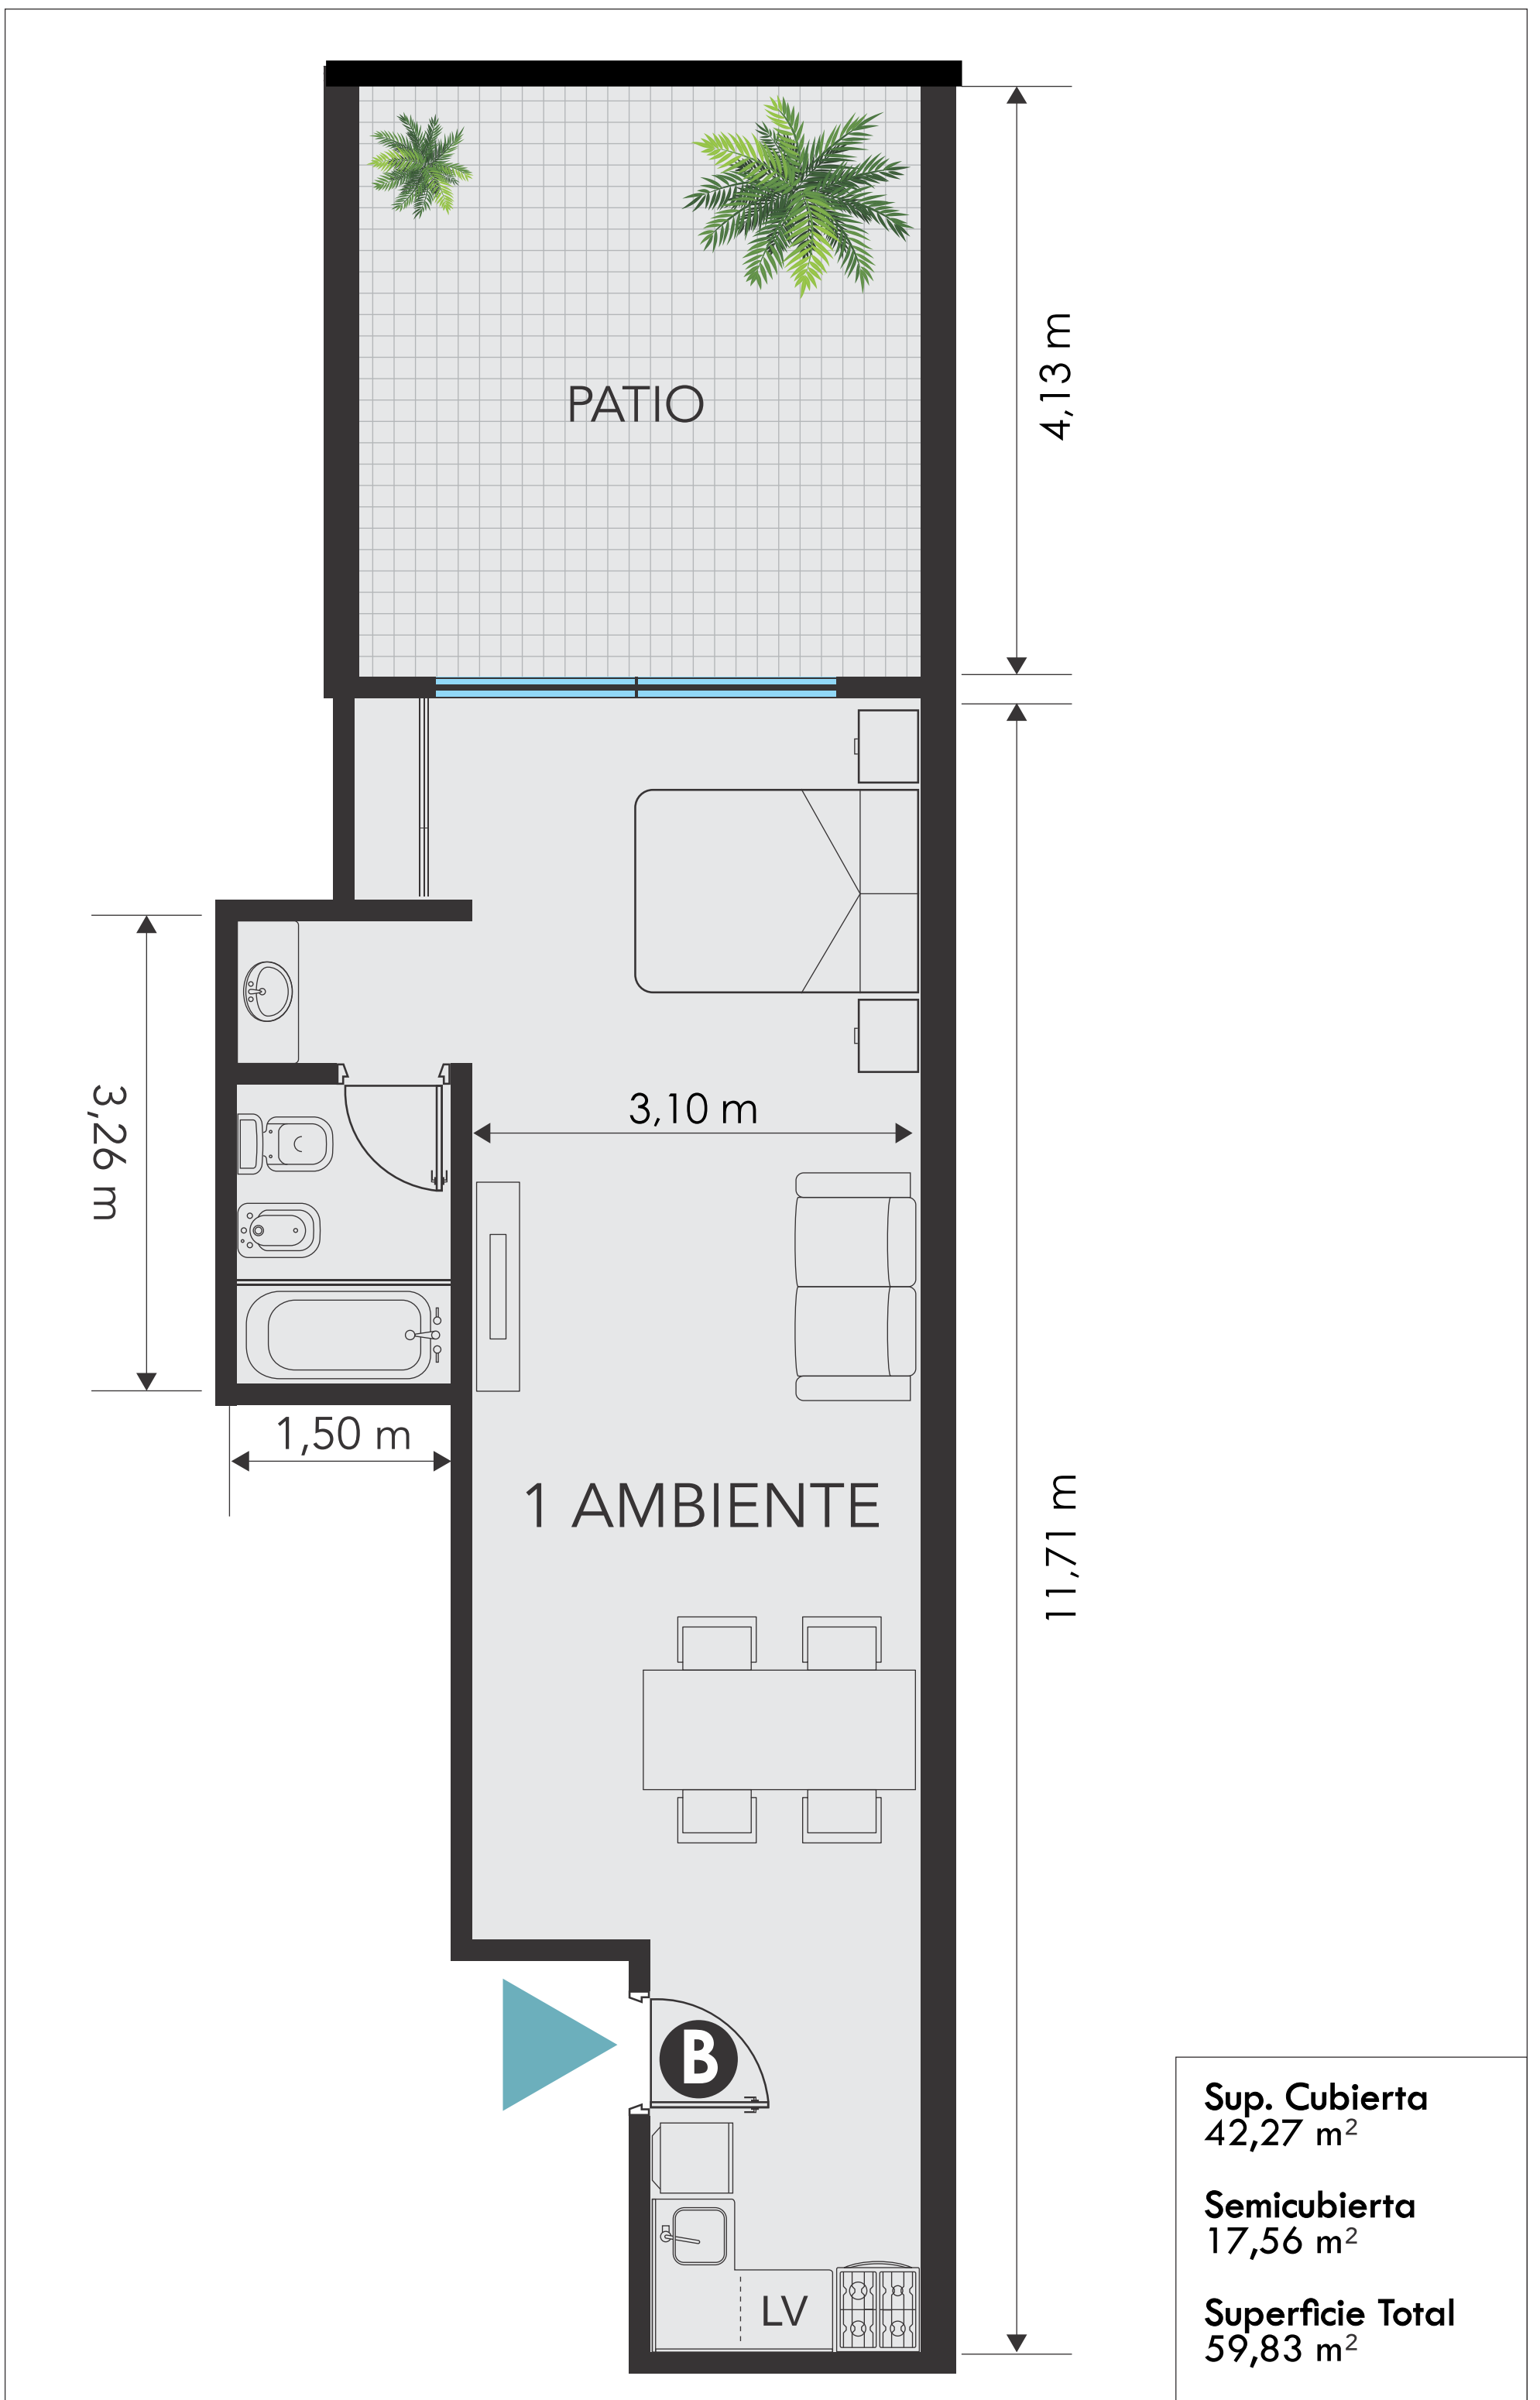 PATIO
4,13 m
3,10 m
3,26 m
1,50 m
1 AMBIENTE
11,71 m
B
LV
Sup. Cubierta
42,27 m²
Semicubierta
17,56 m²
Superficie Total
59,83 m²